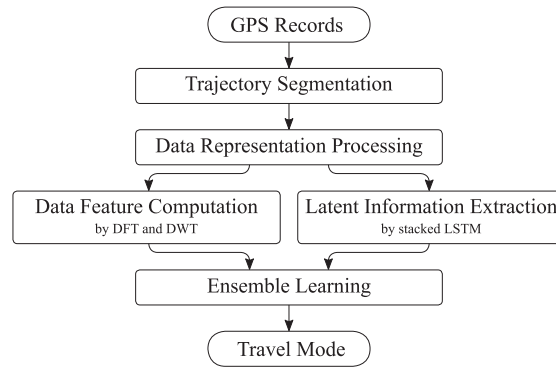 GPS Records
Trajectory Segmentation
Data Representation Processing
Data Feature Computation
by DFT and DWT
Latent Information Extraction
by stacked LSTM
Ensemble Learning
Travel Mode